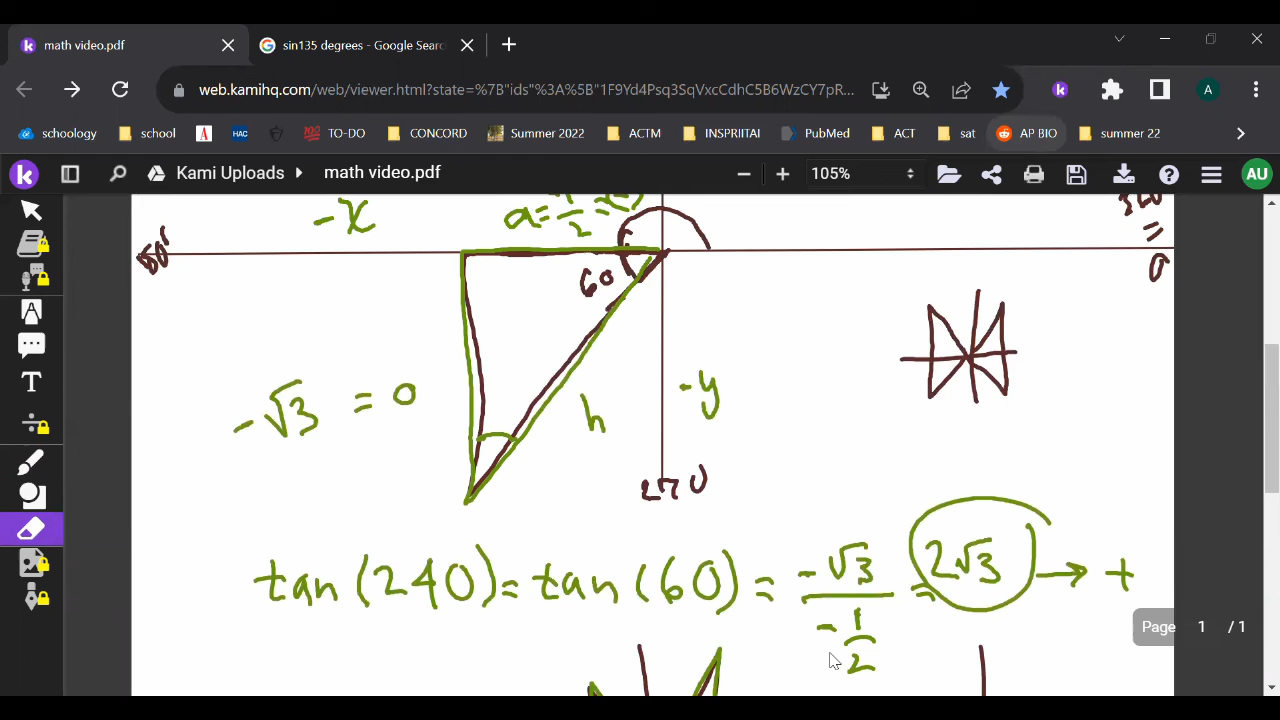 math video.pdf
sin135 degrees - Google Searc
web.kamihq.com/web/viewer.html?state=%7B"ids"%3A%5B"1F9Yd4Psq3SqVxcCdhC5B6WzCY7pR...
A
schoology school HAC TO-DO CONCORD Summer 2022 ACTM INSPRIITAI PubMed ACT sat AP BIO summer 22
Kami Uploads math video.pdf 105% AU
-x
60
0
-√3 = 0
h
-y
270
tan(240) = tan(60) = -√3 / -1/2 = 2√3 → +
Page 1 / 1